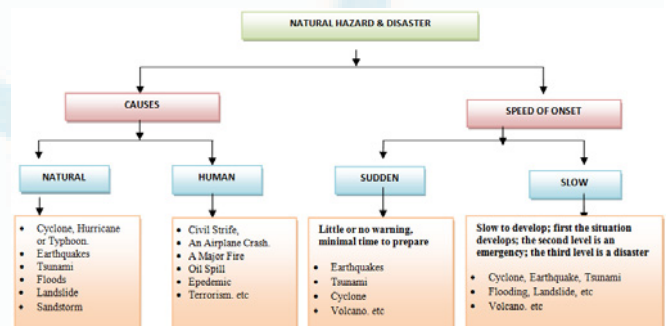 NATURAL HAZARD & DISASTER
CAUSES
SPEED OF ONSET
NATURAL
HUMAN
SUDDEN
SLOW
• Cyclone, Hurricane
or Typhoon.
• Earthquakes
• Tsunami
• Floods
• Landslide
• Sandstorm
• Civil Strife,
• An Airplane Crash.
• A Major Fire
• Oil Spill
• Epedemic
• Terrorism. etc
Little or no warning,
minimal time to prepare
• Earthquakes
• Tsunami
• Cyclone
• Volcano. etc
Slow to develop; first the situation
develops; the second level is an
emergency; the third level is a disaster
• Cyclone, Earthquake, Tsunami
• Flooding, Landslide, etc
• Volcano. etc